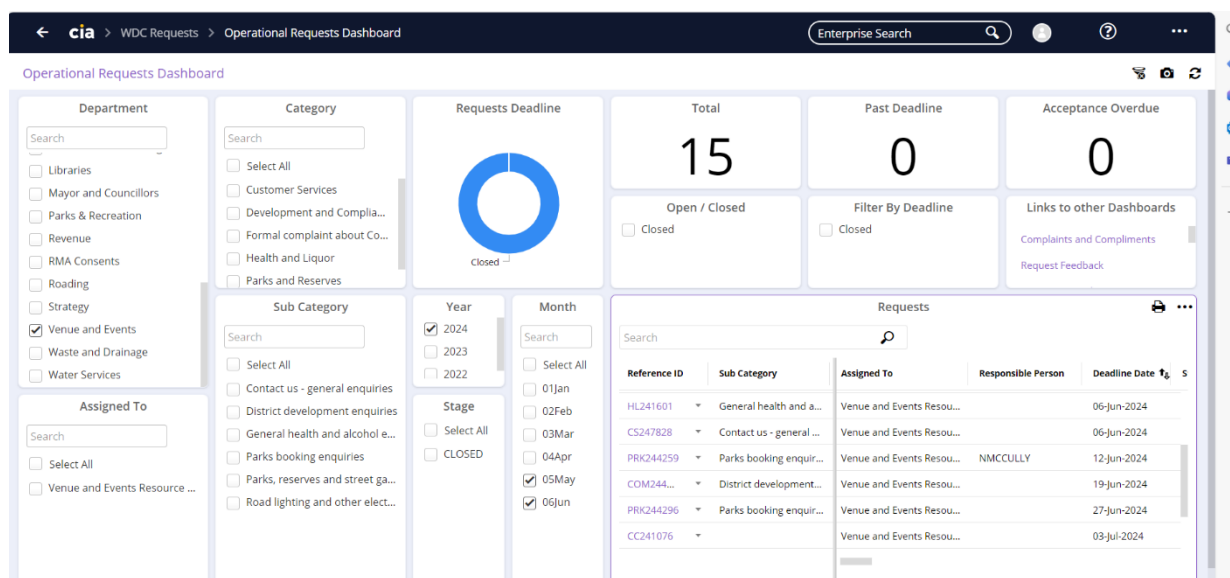 cia > WDC Requests > Operational Requests Dashboard
Enterprise Search
Operational Requests Dashboard
Department
Search
Libraries
Mayor and Councillors
Parks & Recreation
Revenue
RMA Consents
Roading
Strategy
Venue and Events
Waste and Drainage
Water Services
Category
Search
Select All
Customer Services
Development and Complia...
Formal complaint about Co...
Health and Liquor
Parks and Reserves
Requests Deadline
Closed
Total
15
Past Deadline
0
Acceptance Overdue
0
Open / Closed
Closed
Filter By Deadline
Closed
Links to other Dashboards
Complaints and Compliments
Request Feedback
Assigned To
Search
Select All
Venue and Events Resource ...
Sub Category
Search
Select All
Contact us - general enquiries
District development enquiries
General health and alcohol e...
Parks booking enquiries
Parks, reserves and street ga...
Road lighting and other elect...
Year
2024
2023
2022
Stage
Select All
CLOSED
Month
Search
Select All
01Jan
02Feb
03Mar
04Apr
05May
06Jun
Requests
Search
Reference ID Sub Category Assigned To Responsible Person Deadline Date S
HL241601 General health and a... Venue and Events Resou... 06-Jun-2024
CS247828 Contact us - general ... Venue and Events Resou... 06-Jun-2024
PRK244259 Parks booking enquir... Venue and Events Resou... NMCCULLY 12-Jun-2024
COM244... District development... Venue and Events Resou... 19-Jun-2024
PRK244296 Parks booking enquir... Venue and Events Resou... 27-Jun-2024
CC241076 Venue and Events Resou... 03-Jul-2024